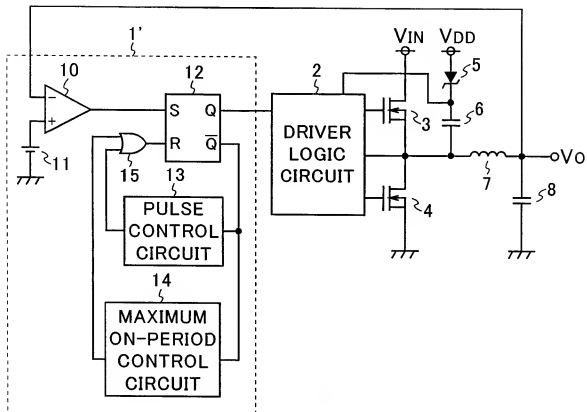 1'
VIN
VDD
10
12
2
5
−
+
S
Q
R
Q
DRIVER
LOGIC
CIRCUIT
3
6
VO
11
15
13
7
8
4
PULSE
CONTROL
CIRCUIT
14
MAXIMUM
ON-PERIOD
CONTROL
CIRCUIT